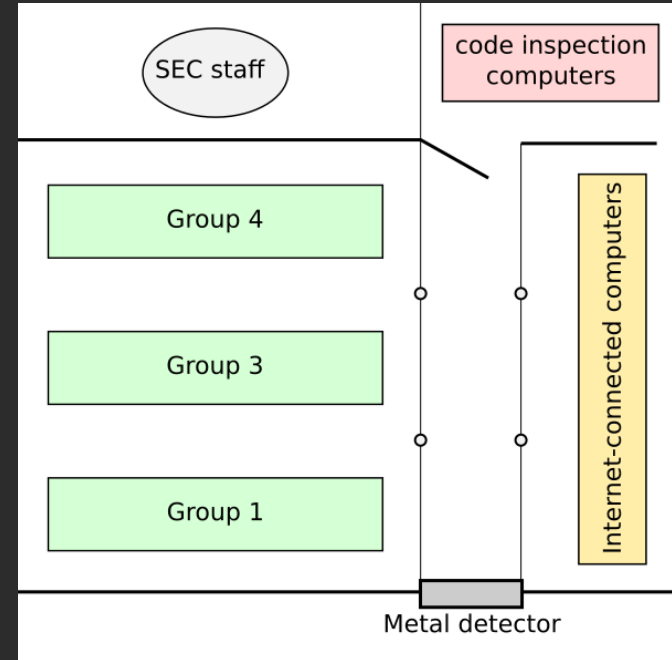 SEC staff
code inspection
computers
Group 4
Group 3
Group 1
Internet-connected computers
Metal detector